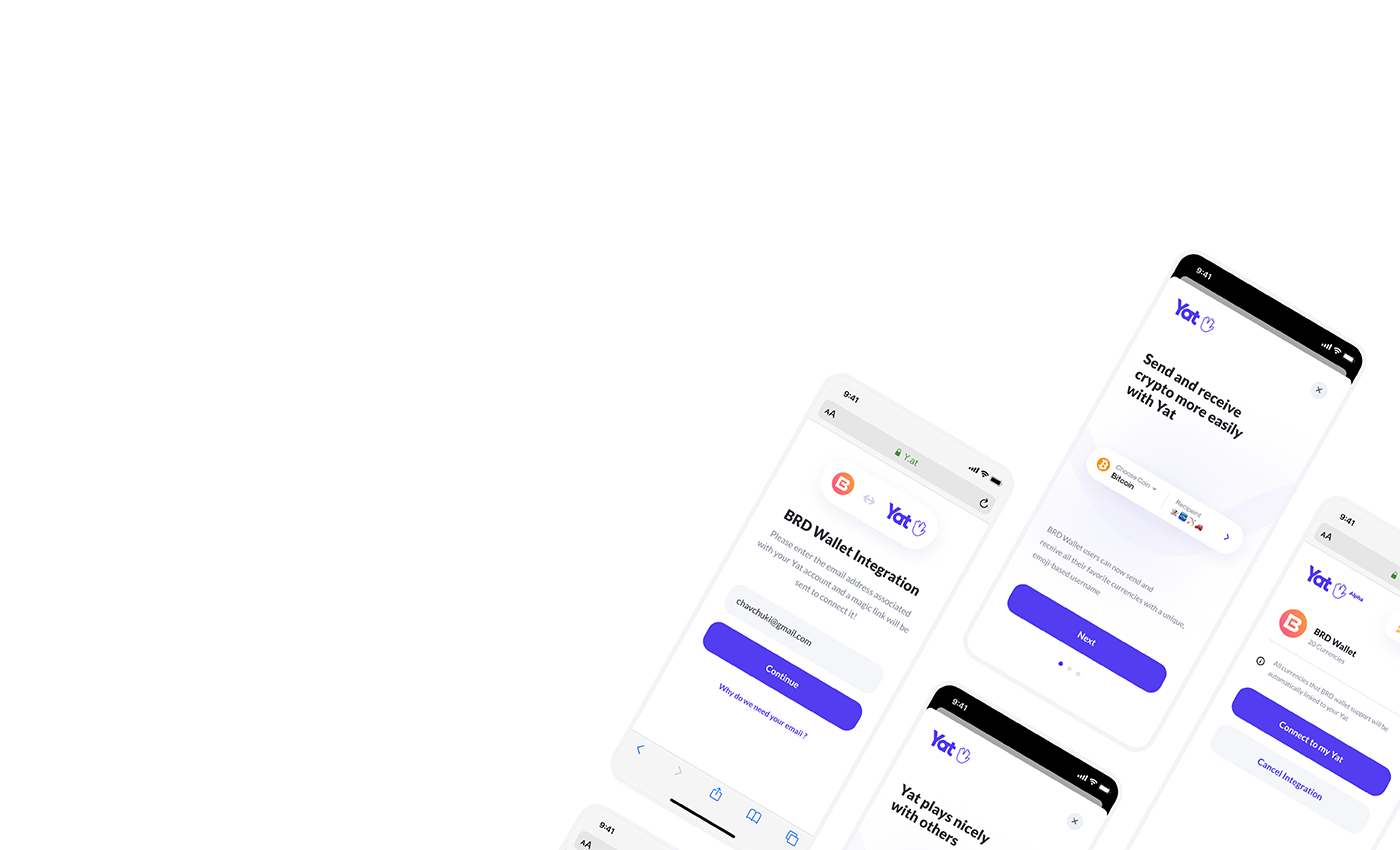 9:41
AA
Y.at
Yat
BRD Wallet Integration
Please enter the email address associated
with your Yat account and a magic link will be
sent to connect it!
chavchuki@gmail.com
Continue
Why do we need your email ?
9:41
Yat
Send and receive
crypto more easily
with Yat
Choose Coin
Bitcoin
Recipeint
BRD Wallet users can now send and
receive all their favorite currencies with a unique,
emoji-based username
Next
9:41
AA
Yat Alpha
BRD Wallet
20 Currencies
All currencies that BRD wallet support will be
automatically linked to your Yat
Connect to my Yat
Cancel Integration
9:41
Yat
Yat plays nicely
with others
9:41
AA